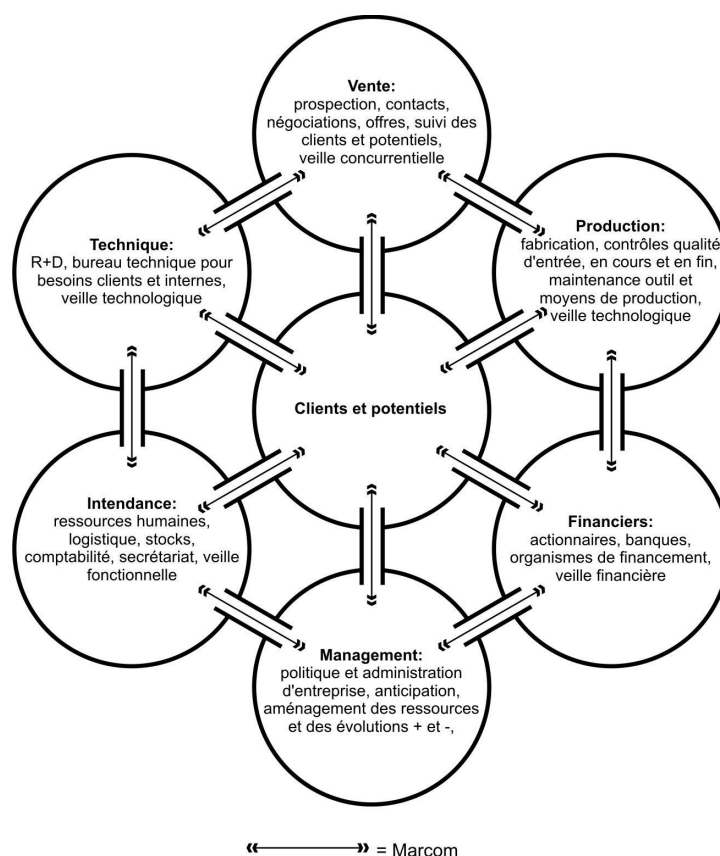 Vente:
prospection, contacts,
négociations, offres, suivi des
clients et potentiels,
veille concurrentielle
Technique:
R+D, bureau technique pour
besoins clients et internes,
veille technologique
Production:
fabrication, contrôles qualité
d'entrée, en cours et en fin,
maintenance outil et
moyens de production,
veille technologique
Clients et potentiels
Intendance:
ressources humaines,
logistique, stocks,
comptabilité, secrétariat, veille
fonctionnelle
Financiers:
actionnaires, banques,
organismes de financement,
veille financière
Management:
politique et administration
d'entreprise, anticipation,
aménagement des ressources
et des évolutions + et -,
= Marcom